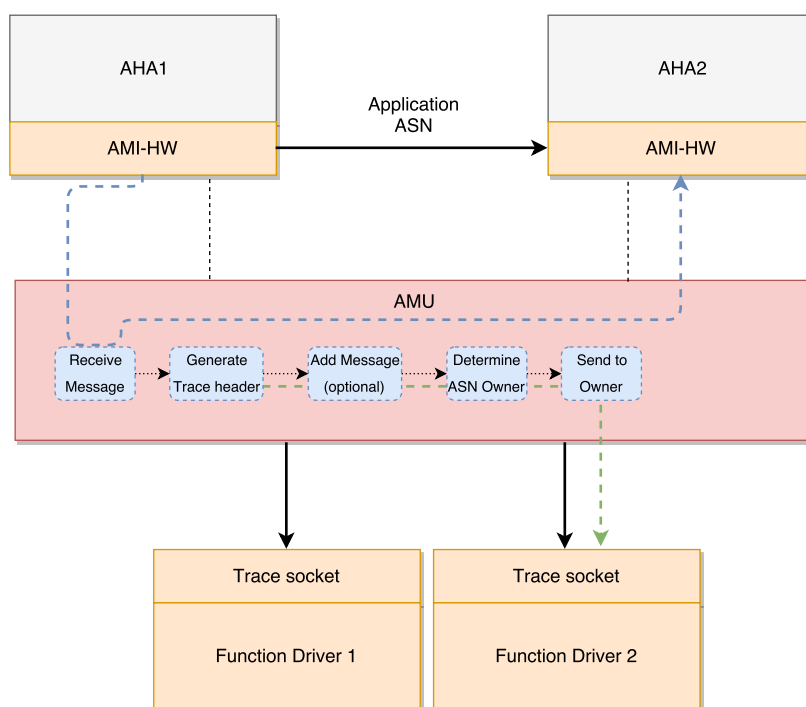 AHA1
AHA2
Application
ASN
AMI-HW
AMI-HW
AMU
Receive
Message
Generate
Trace header
Add Message
(optional)
Determine
ASN Owner
Send to
Owner
Trace socket
Trace socket
Function Driver 1
Function Driver 2